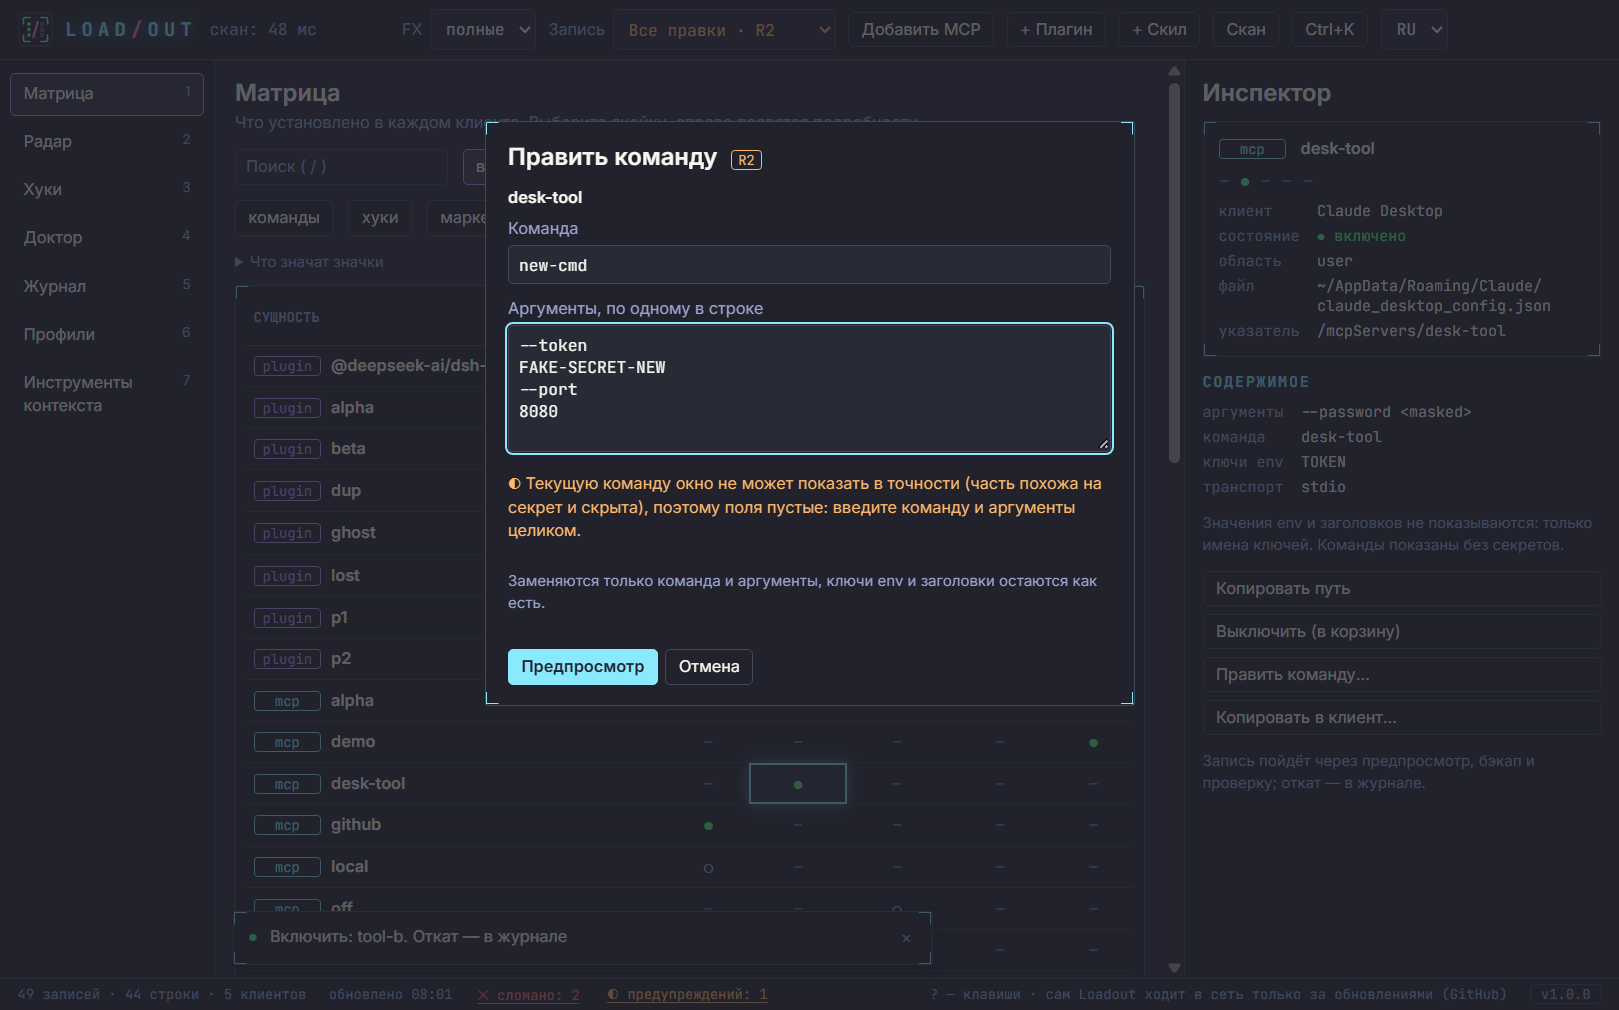 LOAD/OUT скан: 48 мс FX полные Запись Все правки · R2 Добавить MCP + Плагин + Скил Скан Ctrl+K RU
Матрица 1
Радар 2
Хуки 3
Доктор 4
Журнал 5
Профили 6
Инструменты контекста 7
Матрица
Что установлено в каждом
Поиск ( / )
команды хуки
Что значат значки
СУЩНОСТЬ
plugin @deepseek-ai/dsh-
plugin alpha
plugin beta
plugin dup
plugin ghost
plugin lost
plugin p1
plugin p2
mcp alpha
mcp demo
mcp desk-tool
mcp github
mcp local
mcp off
Править команду R2
desk-tool
Команда
new-cmd
Аргументы, по одному в строке
--token
FAKE-SECRET-NEW
--port
8080
Текущую команду окно не может показать в точности (часть похожа на
секрет и скрыта), поэтому поля пустые: введите команду и аргументы
целиком.
Заменяются только команда и аргументы, ключи env и заголовки остаются как
есть.
Предпросмотр Отмена
Включить: tool-b. Откат — в журнале ×
Инспектор
mcp desk-tool
клиент Claude Desktop
состояние ● включено
область user
файл ~/AppData/Roaming/Claude/
claude_desktop_config.json
указатель /mcpServers/desk-tool
СОДЕРЖИМОЕ
аргументы --password <masked>
команда desk-tool
ключи env TOKEN
транспорт stdio
Значения env и заголовков не показываются: только
имена ключей. Команды показаны без секретов.
Копировать путь
Выключить (в корзину)
Править команду...
Копировать в клиент...
Запись пойдёт через предпросмотр, бэкап и
проверку; откат — в журнале.
49 записей · 44 строки · 5 клиентов обновлено 08:01 сломано: 2 предупреждений: 1 ? — клавиши · сам Loadout ходит в сеть только за обновлениями (GitHub) v1.0.0